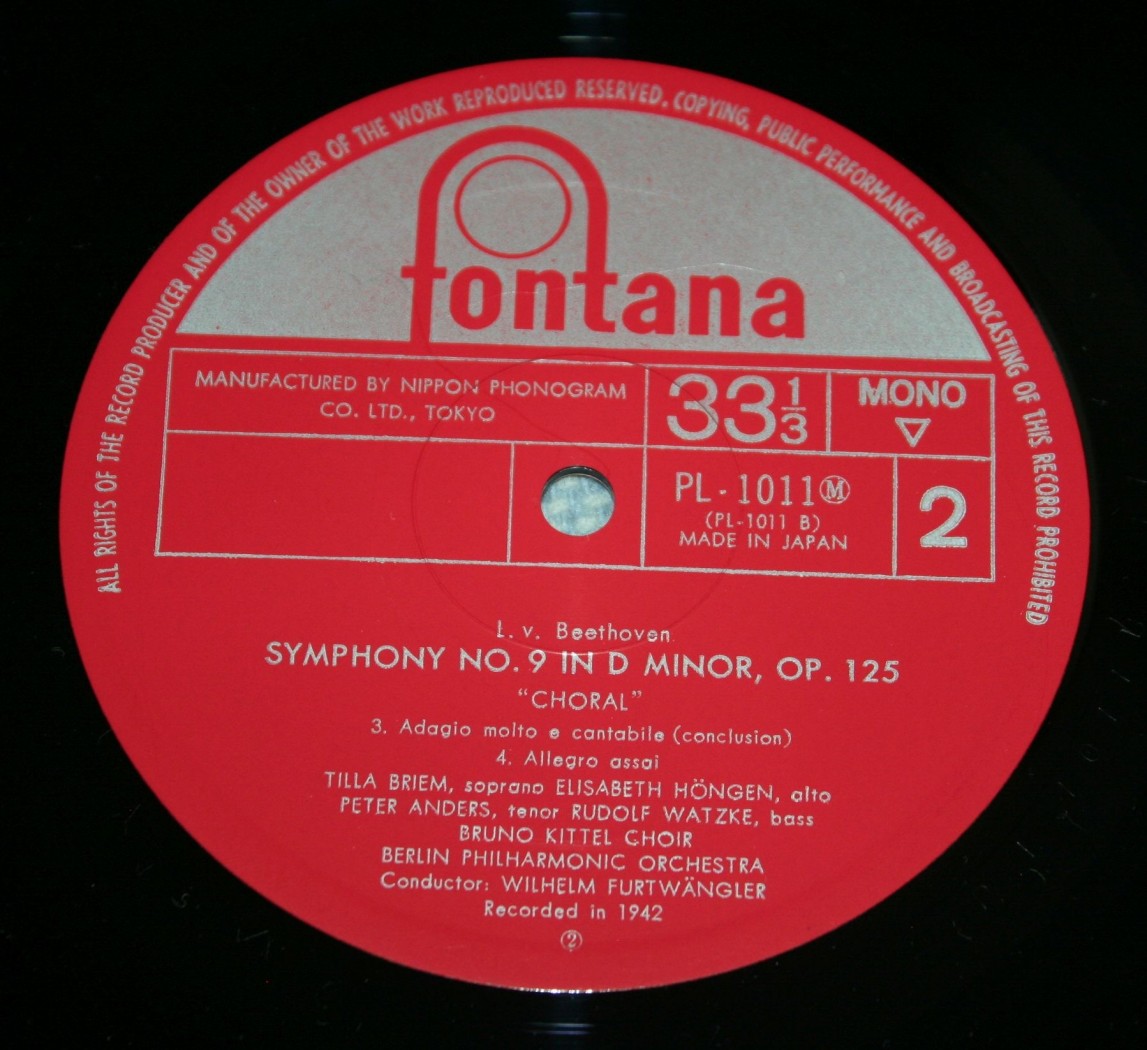 ALL RIGHTS OF THE RECORD PRODUCER AND OF THE OWNER OF THE WORK REPRODUCED RESERVED. COPYING, PUBLIC PERFORMANCE AND BROADCASTING OF THIS RECORD PROHIBITED
fontana
MANUFACTURED BY NIPPON PHONOGRAM
CO. LTD., TOKYO
33 1/3
MONO
▽
PL-1011 Ⓜ
(PL-1011 B)
MADE IN JAPAN
2
L. v. Beethoven
SYMPHONY NO. 9 IN D MINOR, OP. 125
“CHORAL”
3. Adagio molto e cantabile (conclusion)
4. Allegro assai
TILLA BRIEM, soprano ELISABETH HÖNGEN, alto
PETER ANDERS, tenor RUDOLF WATZKE, bass
BRUNO KITTEL CHOIR
BERLIN PHILHARMONIC ORCHESTRA
Conductor: WILHELM FURTWÄNGLER
Recorded in 1942
②